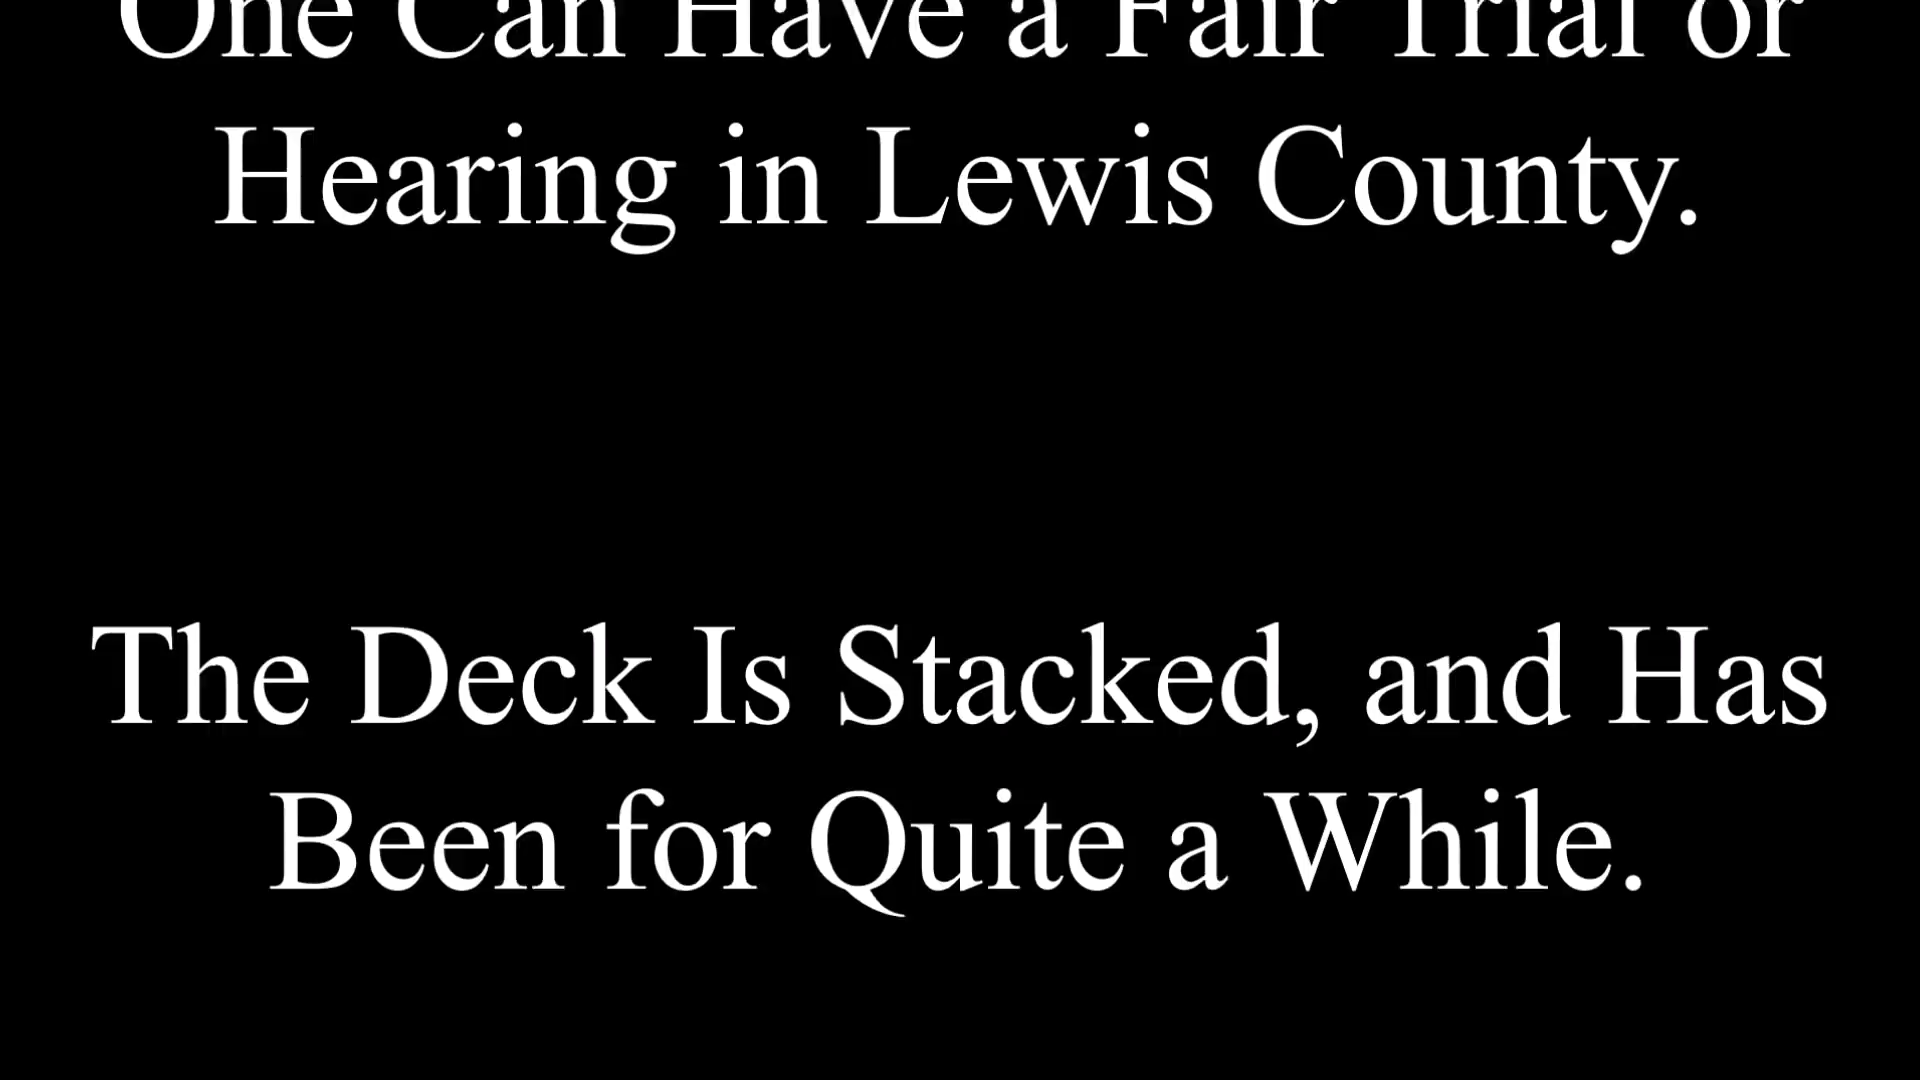 One Can Have a Fair Trial or
Hearing in Lewis County.
The Deck Is Stacked, and Has
Been for Quite a While.